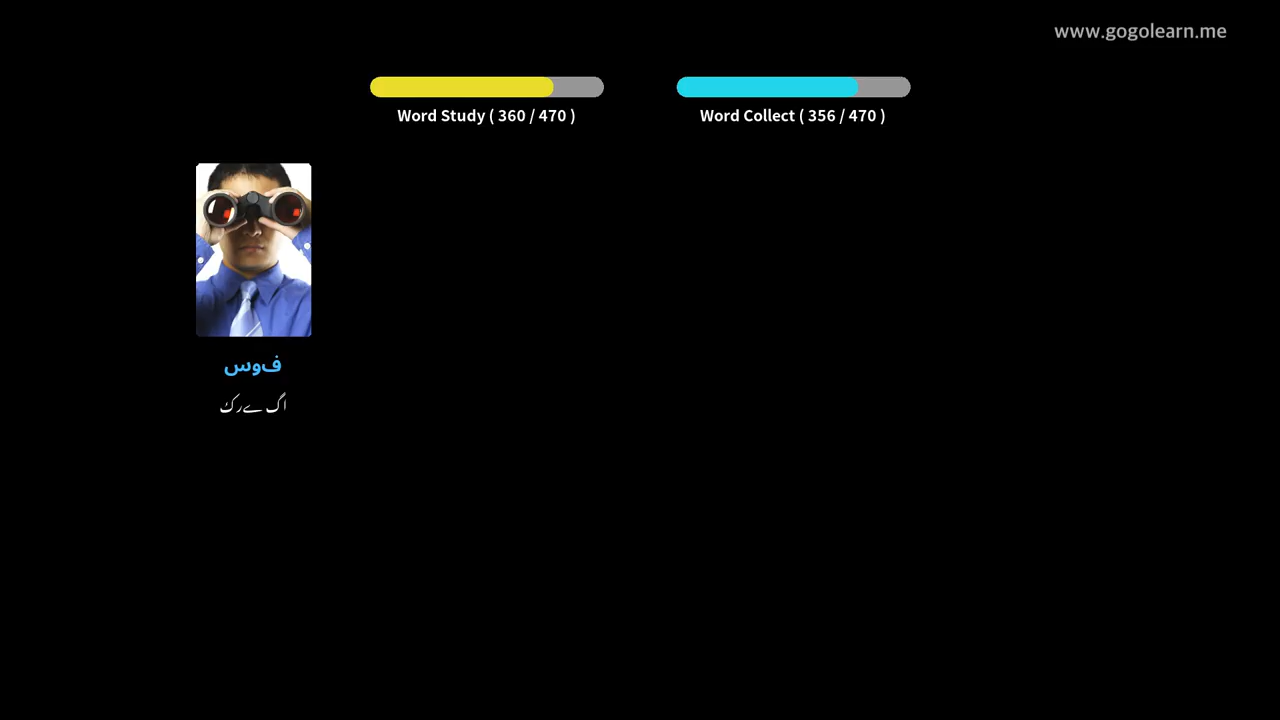 www.gogolearn.me
Word Study ( 360 / 470 )
Word Collect ( 356 / 470 )
فوس
اگ ےرک